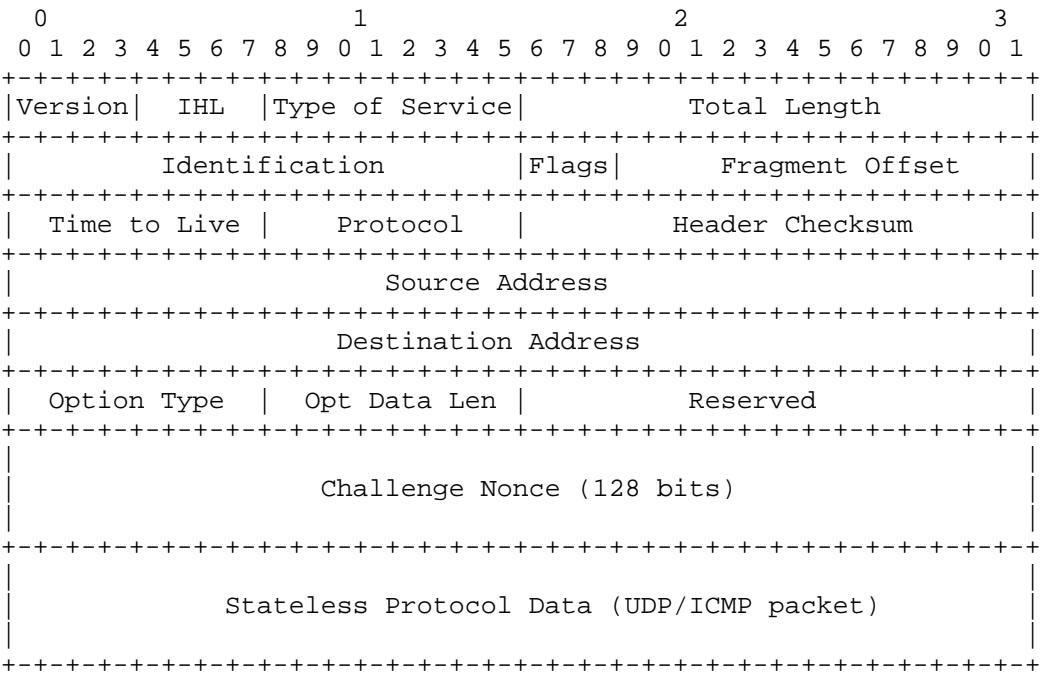 0                   1                   2                   3
0 1 2 3 4 5 6 7 8 9 0 1 2 3 4 5 6 7 8 9 0 1 2 3 4 5 6 7 8 9 0 1
+-+-+-+-+-+-+-+-+-+-+-+-+-+-+-+-+-+-+-+-+-+-+-+-+-+-+-+-+-+-+-+-+
|Version|  IHL  |Type of Service|          Total Length         |
+-+-+-+-+-+-+-+-+-+-+-+-+-+-+-+-+-+-+-+-+-+-+-+-+-+-+-+-+-+-+-+-+
|         Identification        |Flags|      Fragment Offset    |
+-+-+-+-+-+-+-+-+-+-+-+-+-+-+-+-+-+-+-+-+-+-+-+-+-+-+-+-+-+-+-+-+
|  Time to Live |    Protocol   |         Header Checksum       |
+-+-+-+-+-+-+-+-+-+-+-+-+-+-+-+-+-+-+-+-+-+-+-+-+-+-+-+-+-+-+-+-+
|                       Source Address                          |
+-+-+-+-+-+-+-+-+-+-+-+-+-+-+-+-+-+-+-+-+-+-+-+-+-+-+-+-+-+-+-+-+
|                    Destination Address                        |
+-+-+-+-+-+-+-+-+-+-+-+-+-+-+-+-+-+-+-+-+-+-+-+-+-+-+-+-+-+-+-+-+
|  Option Type  |  Opt Data Len |          Reserved             |
+-+-+-+-+-+-+-+-+-+-+-+-+-+-+-+-+-+-+-+-+-+-+-+-+-+-+-+-+-+-+-+-+
|                                                               |
|                   Challenge Nonce (128 bits)                  |
|                                                               |
+-+-+-+-+-+-+-+-+-+-+-+-+-+-+-+-+-+-+-+-+-+-+-+-+-+-+-+-+-+-+-+-+
|                                                               |
|             Stateless Protocol Data (UDP/ICMP packet)         |
|                                                               |
+-+-+-+-+-+-+-+-+-+-+-+-+-+-+-+-+-+-+-+-+-+-+-+-+-+-+-+-+-+-+-+-+